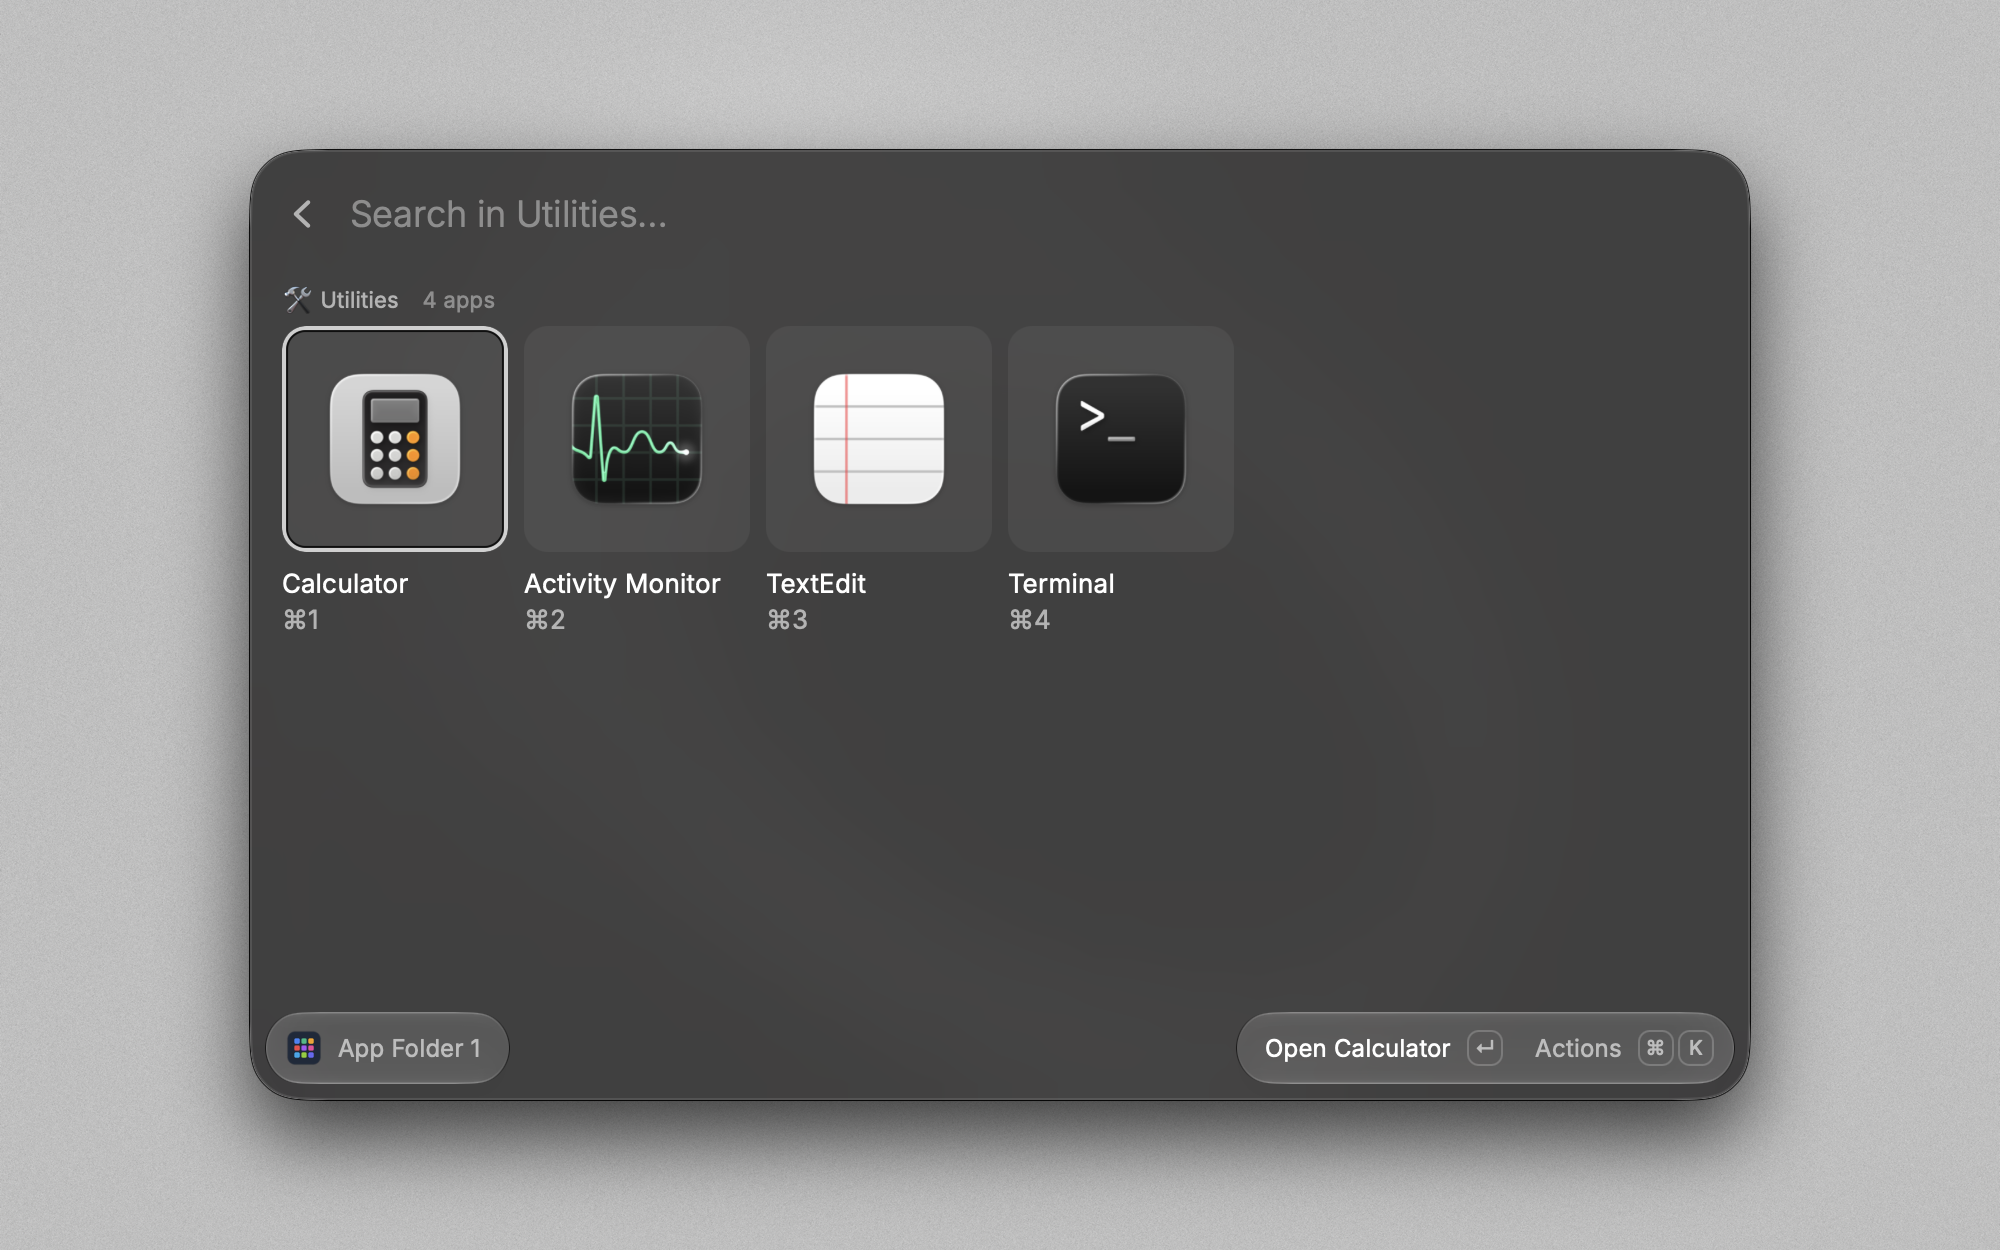 Search in Utilities...
🛠 Utilities 4 apps
>_
Calculator
⌘1
Activity Monitor
⌘2
TextEdit
⌘3
Terminal
⌘4
App Folder 1
Open Calculator ↵ Actions ⌘ K